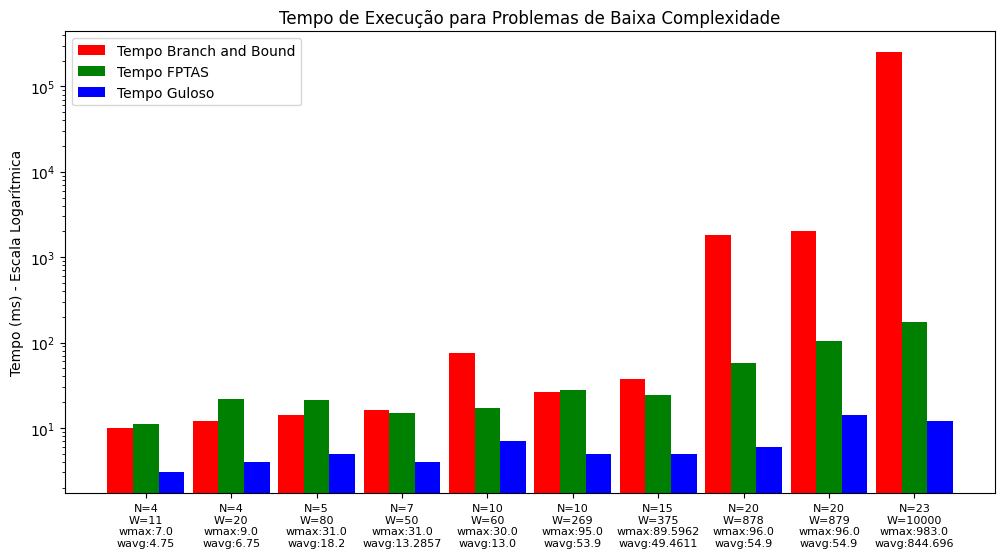 Tempo de Execução para Problemas de Baixa Complexidade
Tempo Branch and Bound
Tempo FPTAS
Tempo Guloso
Tempo (ms) - Escala Logarítmica
10^5
10^4
10^3
10^2
10^1
N=4
W=11
wmax:7.0
wavg:4.75
N=4
W=20
wmax:9.0
wavg:6.75
N=5
W=80
wmax:31.0
wavg:18.2
N=7
W=50
wmax:31.0
wavg:13.2857
N=10
W=60
wmax:30.0
wavg:13.0
N=10
W=269
wmax:95.0
wavg:53.9
N=15
W=375
wmax:89.5962
wavg:49.4611
N=20
W=878
wmax:96.0
wavg:54.9
N=20
W=879
wmax:96.0
wavg:54.9
N=23
W=10000
wmax:983.0
wavg:844.696